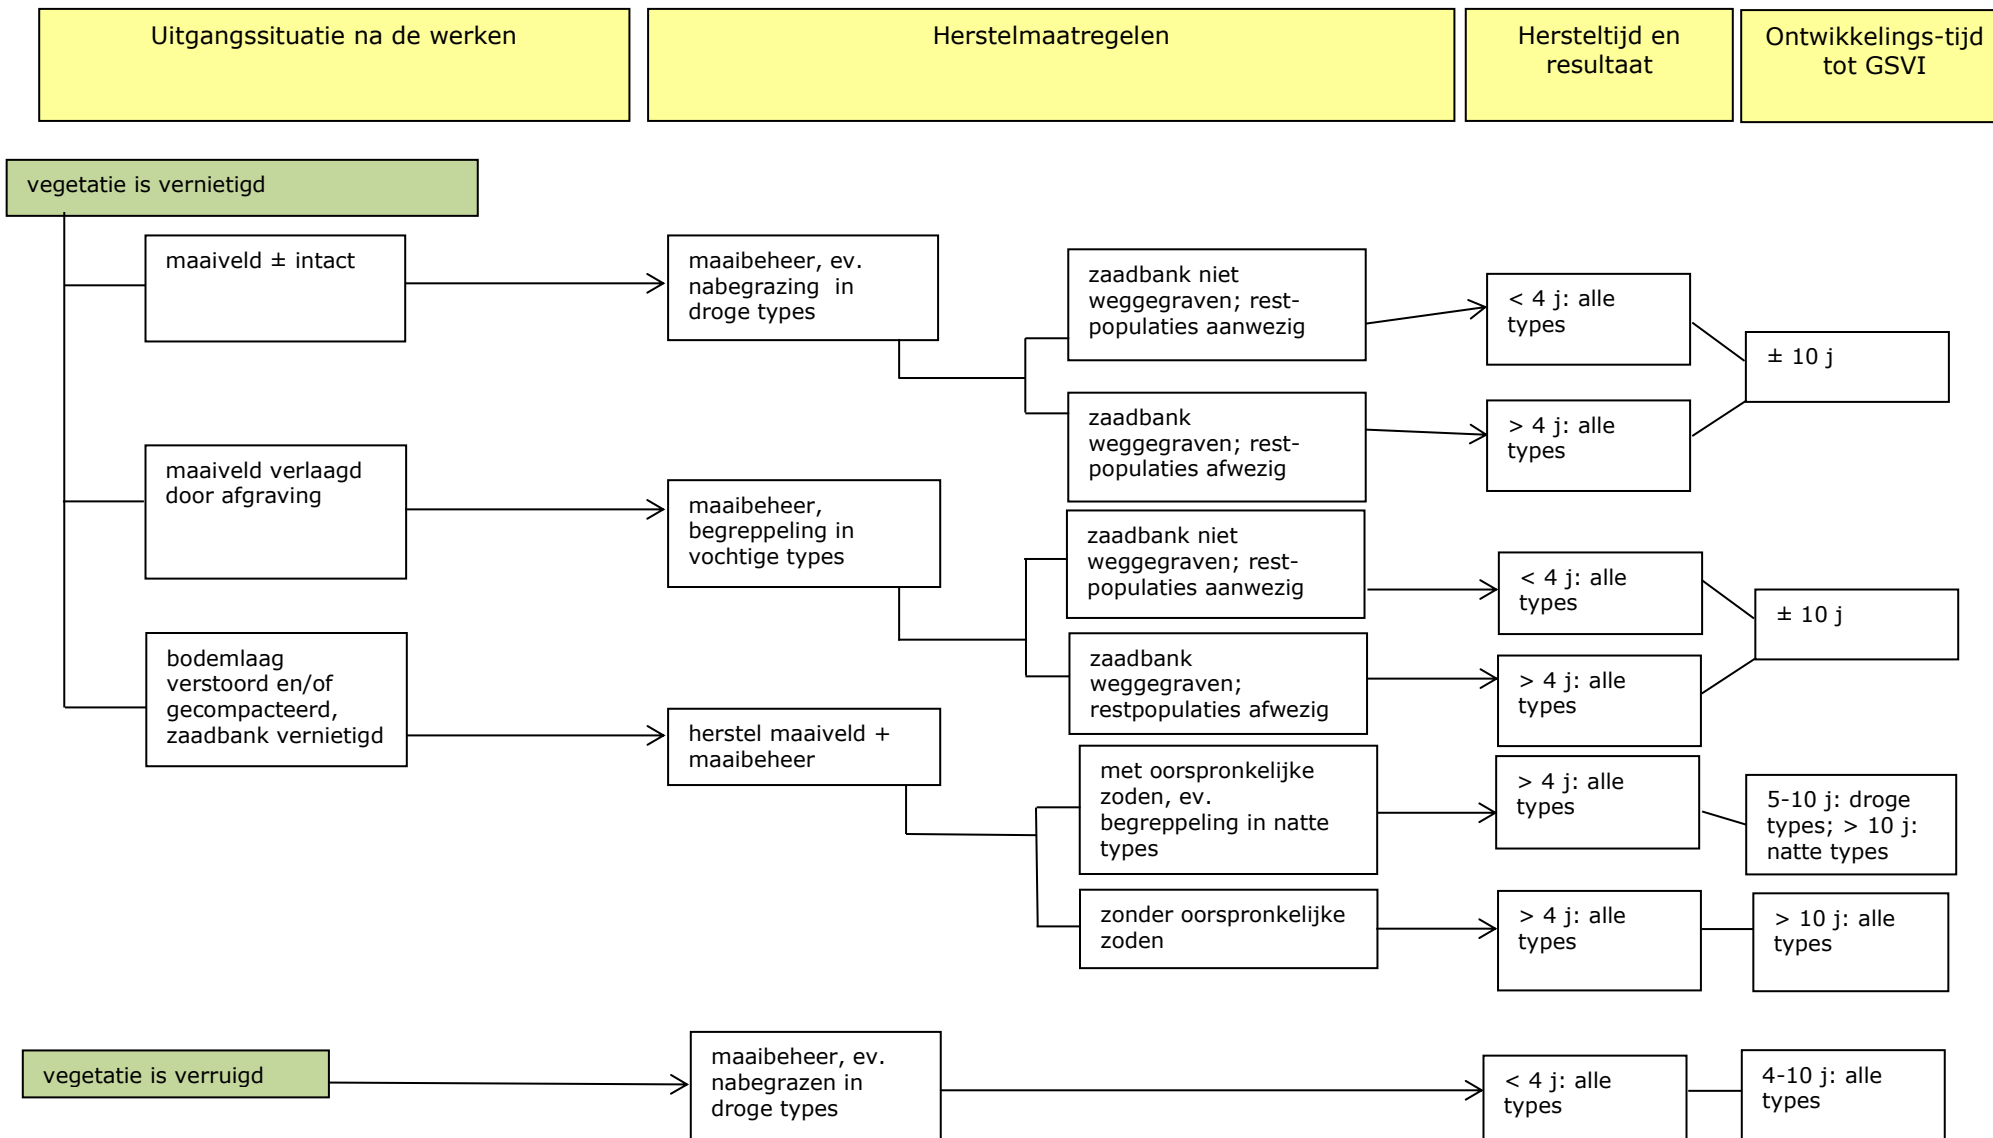 Uitgangssituatie na de werken
Herstelmaatregelen
Hersteltijd en
resultaat
Ontwikkelings-tijd
tot GSVI
vegetatie is vernietigd
maaiveld ± intact
maaibeheer, ev.
nabegrazing in
droge types
zaadbank niet
weggegraven; rest-
populaties aanwezig
< 4 j: alle
types
± 10 j
zaadbank
weggegraven; rest-
populaties afwezig
> 4 j: alle
types
maaiveld verlaagd
door afgraving
maaibeheer,
begreppeling in
vochtige types
zaadbank niet
weggegraven; rest-
populaties aanwezig
< 4 j: alle
types
± 10 j
zaadbank
weggegraven;
restpopulaties afwezig
> 4 j: alle
types
bodemlaag
verstoord en/of
gecompacteerd,
zaadbank vernietigd
herstel maaiveld +
maaibeheer
met oorspronkelijke
zoden, ev.
begreppeling in natte
types
> 4 j: alle
types
5-10 j: droge
types; > 10 j:
natte types
zonder oorspronkelijke
zoden
> 4 j: alle
types
> 10 j: alle
types
vegetatie is verruigd
maaibeheer, ev.
nabegrazen in
droge types
< 4 j: alle
types
4-10 j: alle
types